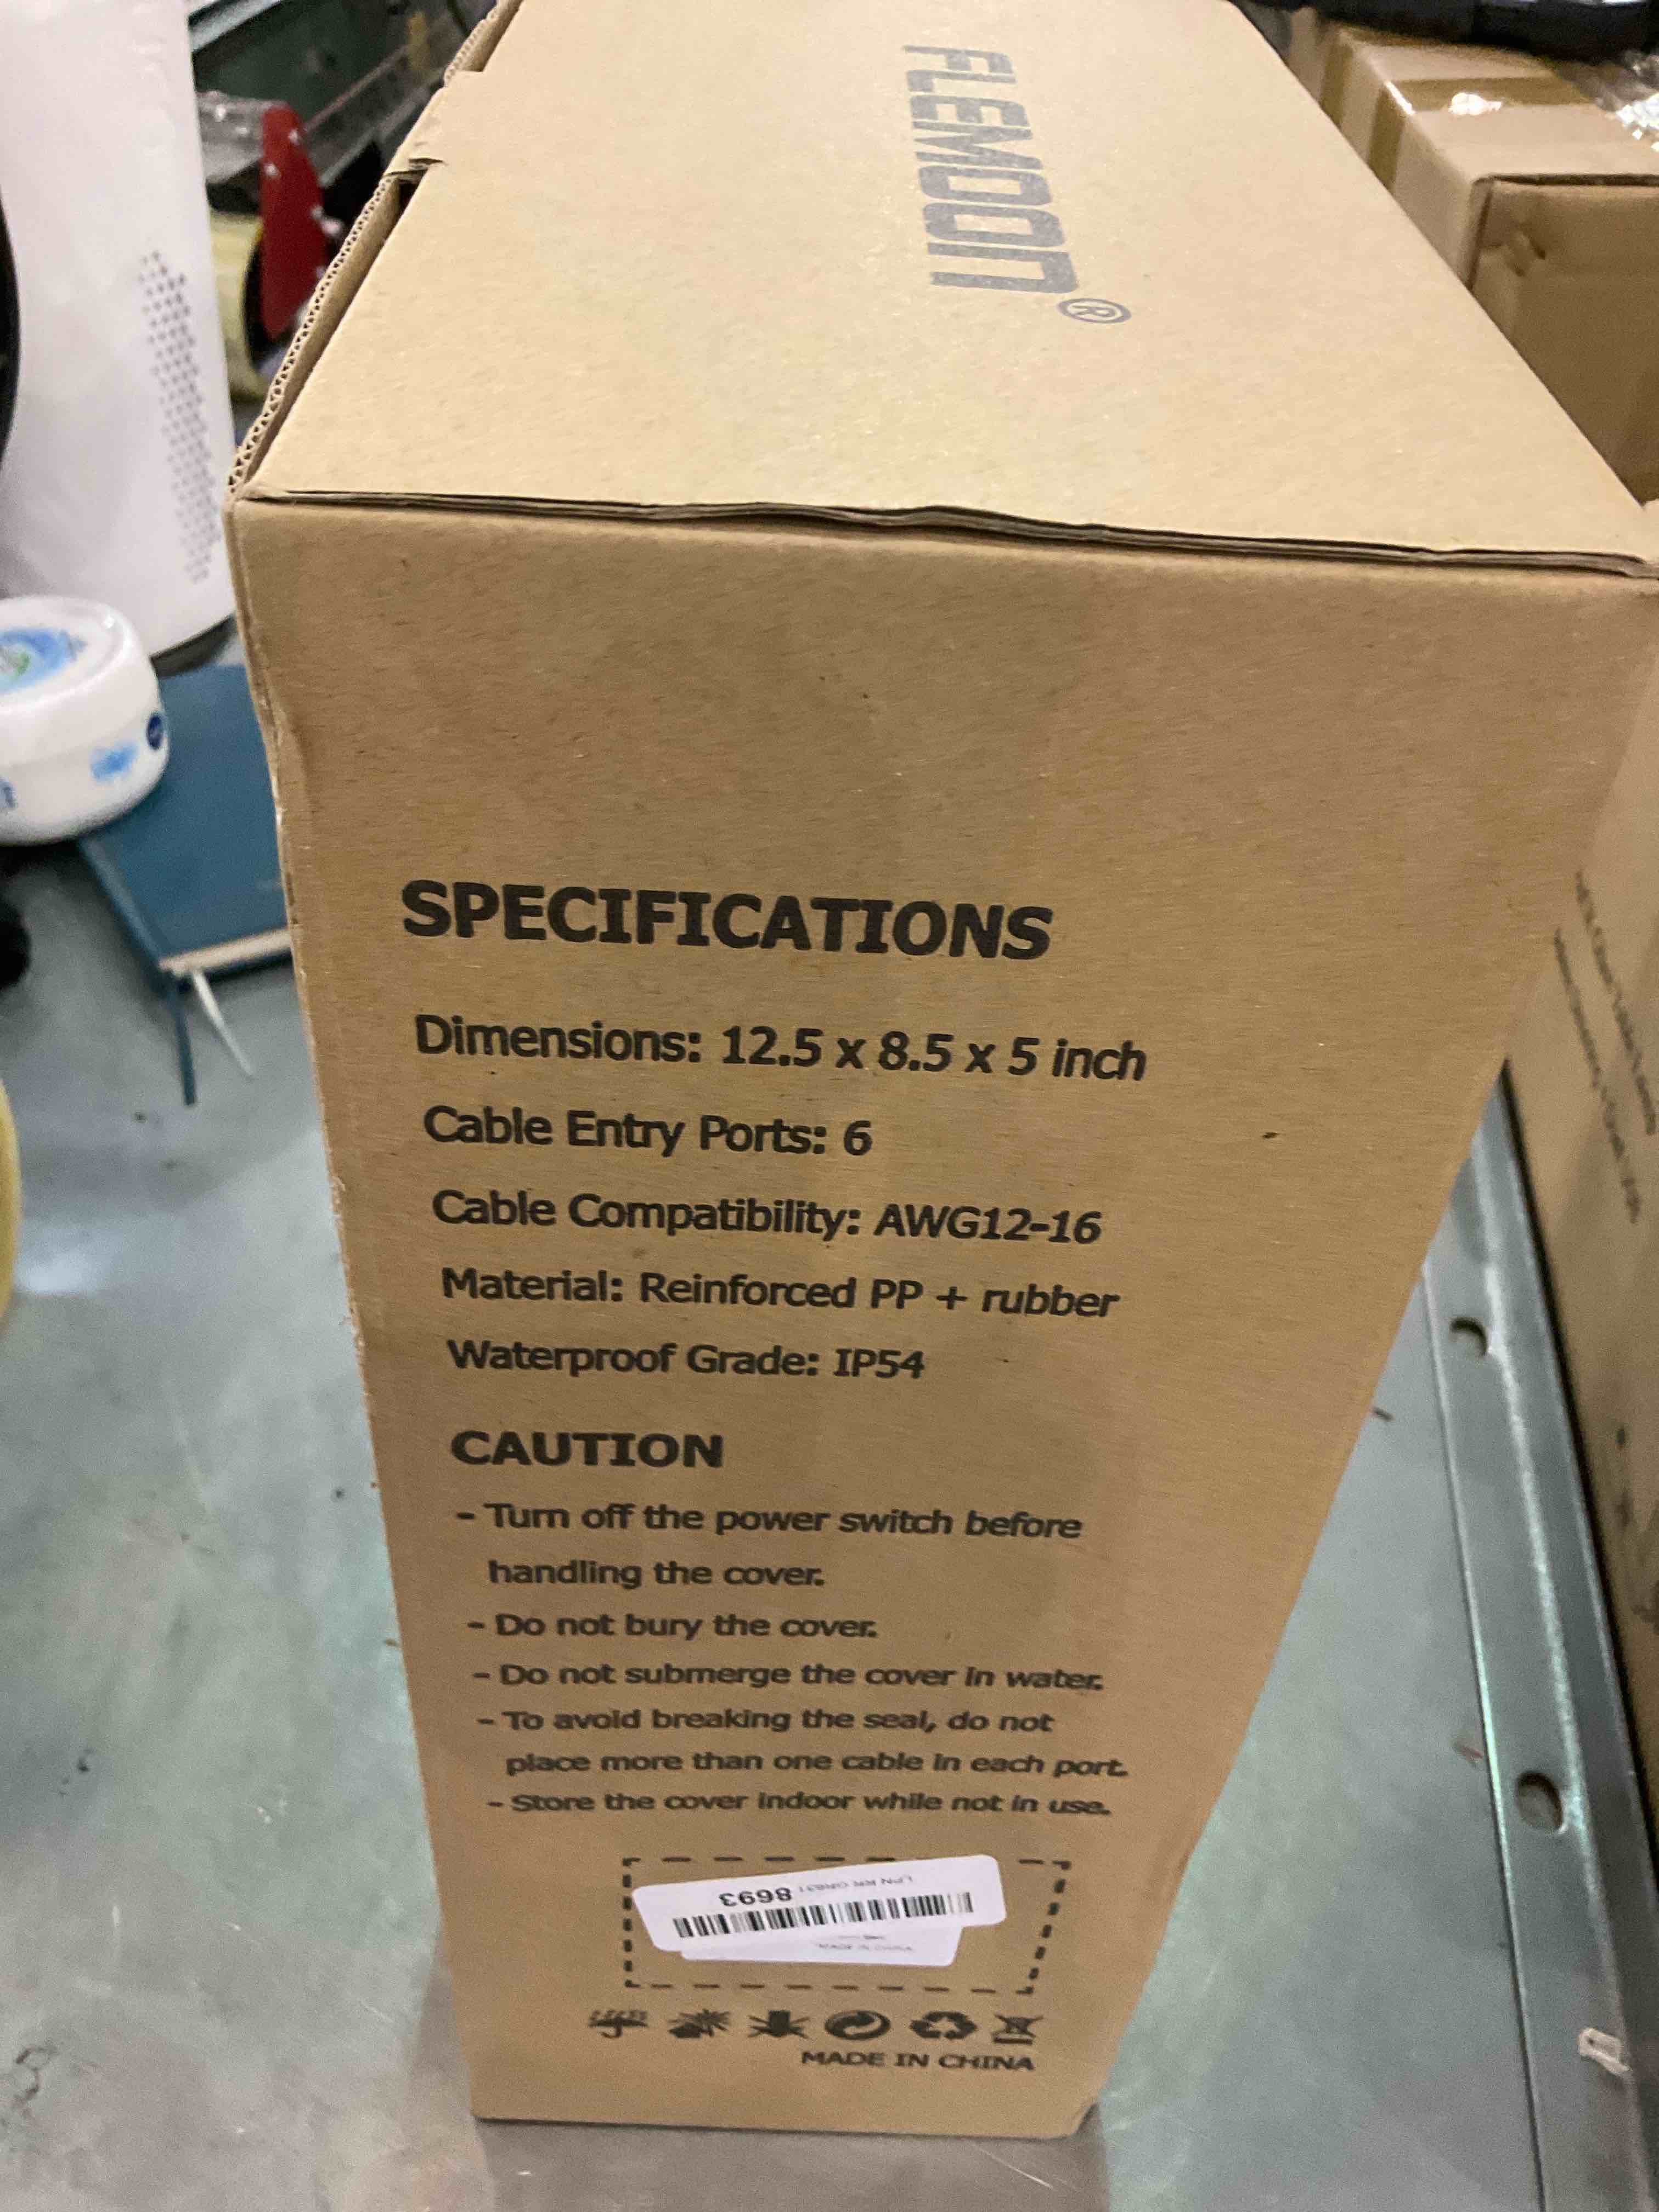 FLEMOON®
SPECIFICATIONS
Dimensions: 12.5 x 8.5 x 5 inch
Cable Entry Ports: 6
Cable Compatibility: AWG12-16
Material: Reinforced PP + rubber
Waterproof Grade: IP54
CAUTION
- Turn off the power switch before
handling the cover.
- Do not bury the cover.
- Do not submerge the cover in water.
- To avoid breaking the seal, do not
place more than one cable in each port.
- Store the cover indoor while not in use.
8693
MADE IN CHINA